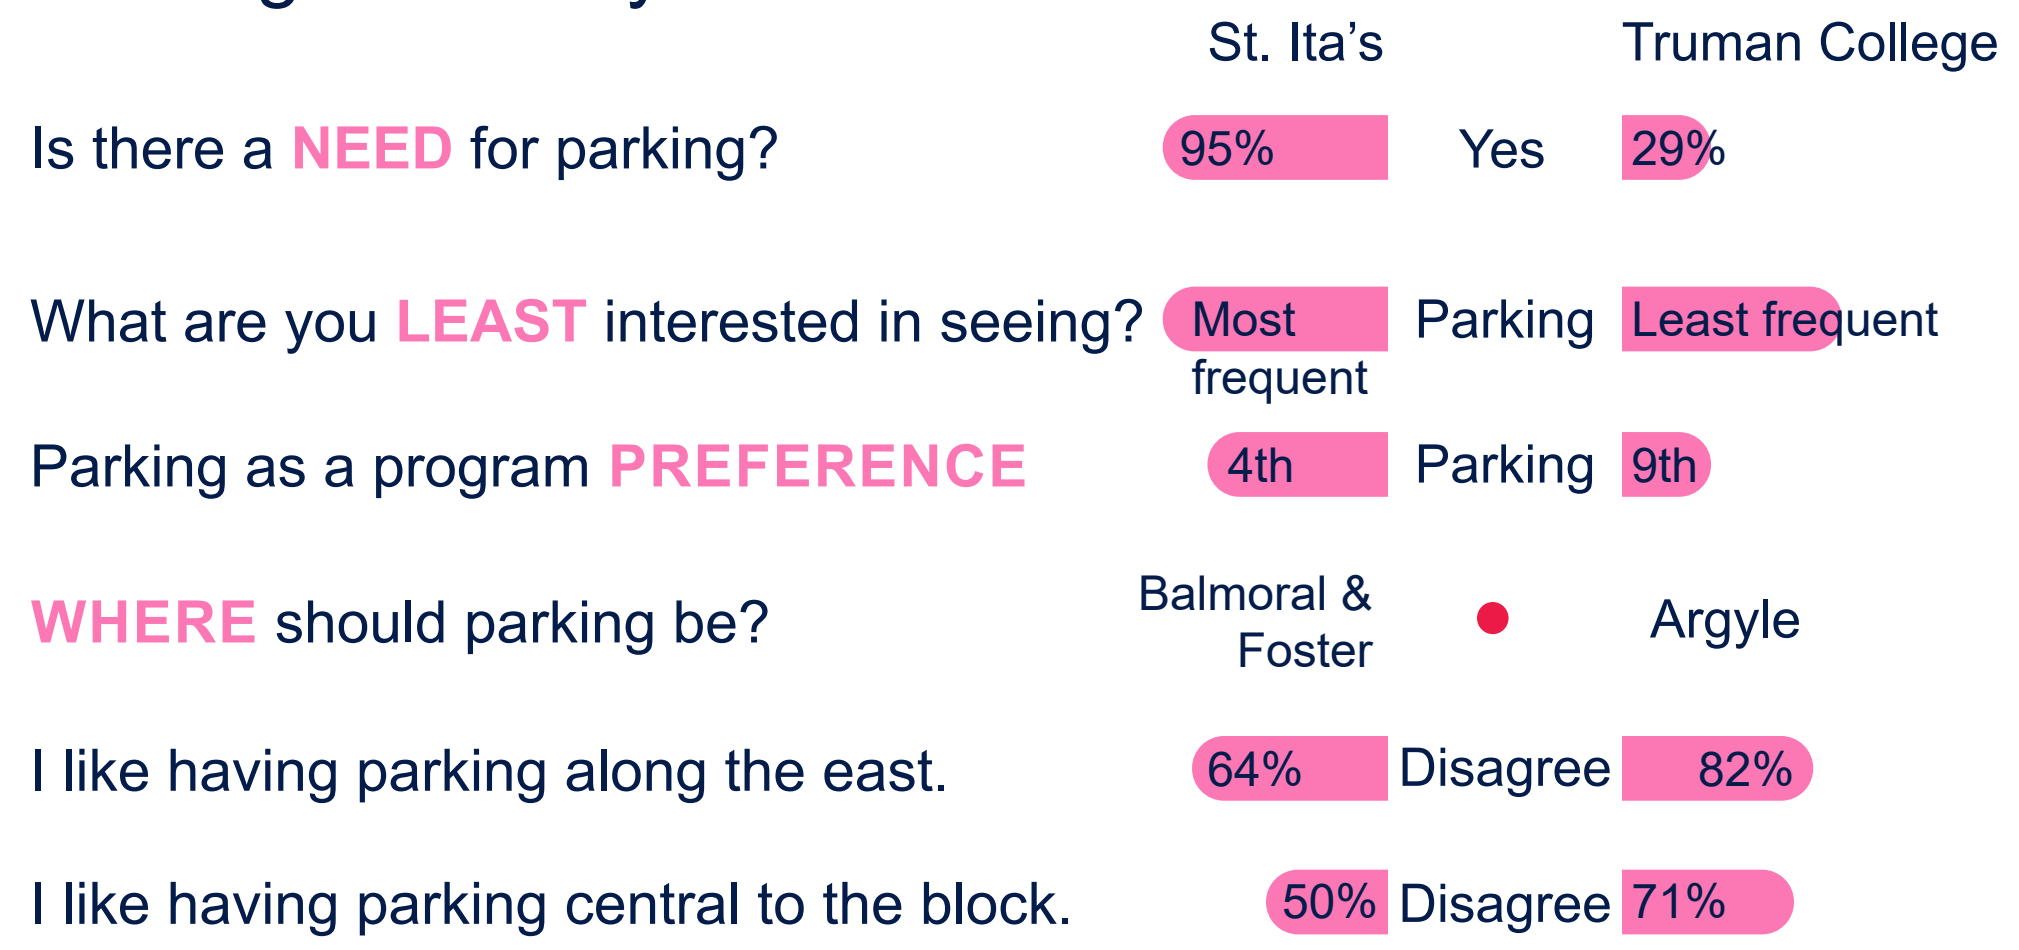 St. Ita’s Truman College
Is there a NEED for parking? 95% Yes 29%
What are you LEAST interested in seeing? Most frequent Parking Least frequent
Parking as a program PREFERENCE 4th Parking 9th
WHERE should parking be? Balmoral & Foster Argyle
I like having parking along the east. 64% Disagree 82%
I like having parking central to the block. 50% Disagree 71%